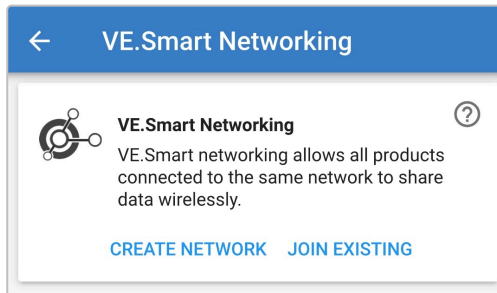 VE.Smart Networking
VE.Smart Networking
VE.Smart networking allows all products
connected to the same network to share
data wirelessly.
CREATE NETWORK JOIN EXISTING